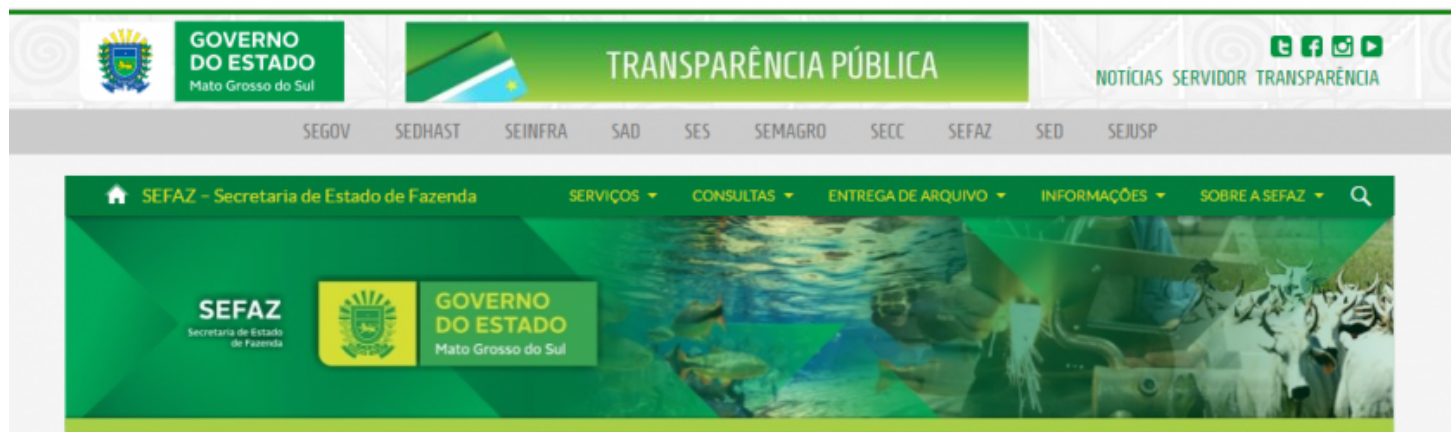 GOVERNO
DO ESTADO
Mato Grosso do Sul
TRANSPARÊNCIA PÚBLICA
NOTÍCIAS SERVIDOR TRANSPARÊNCIA
SEGOV SEDHAST SEINFRA SAD SES SEMAGRO SECC SEFAZ SED SEJUSP
SEFAZ – Secretaria de Estado de Fazenda SERVIÇOS CONSULTAS ENTREGA DE ARQUIVO INFORMAÇÕES SOBRE A SEFAZ
SEFAZ
Secretaria de Estado
de Fazenda
GOVERNO
DO ESTADO
Mato Grosso do Sul